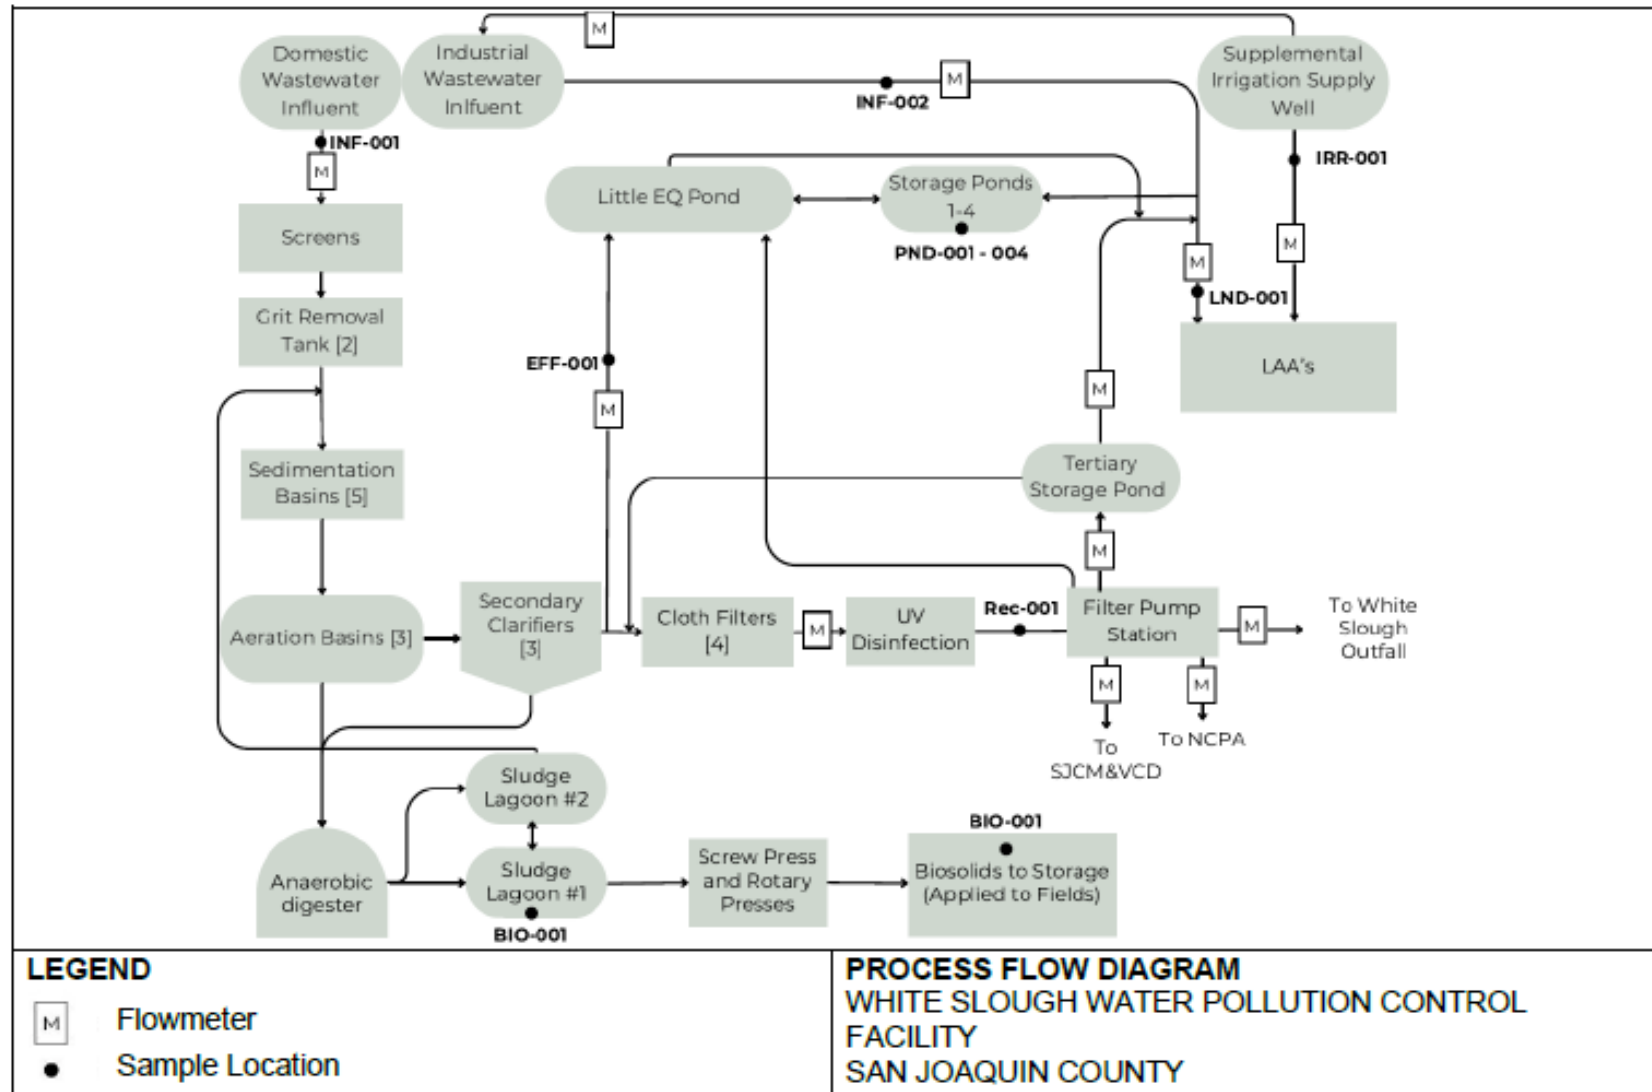 M
Domestic
Wastewater
Influent
Industrial
Wastewater
Inlfuent
INF-002
M
Supplemental
Irrigation Supply
Well
INF-001
M
IRR-001
Little EQ Pond
Storage Ponds
1-4
PND-001 - 004
M
M
LND-001
Screens
Grit Removal
Tank [2]
EFF-001
M
M
LAA's
Sedimentation
Basins [5]
Tertiary
Storage Pond
M
Aeration Basins [3]
Secondary
Clarifiers
[3]
Cloth Filters
[4]
M
UV
Disinfection
Rec-001
Filter Pump
Station
M
To White
Slough
Outfall
M
M
To
SJCM&VCD
To NCPA
Sludge
Lagoon #2
Anaerobic
digester
Sludge
Lagoon #1
BIO-001
Screw Press
and Rotary
Presses
BIO-001
Biosolids to Storage
(Applied to Fields)
LEGEND
M Flowmeter
Sample Location
PROCESS FLOW DIAGRAM
WHITE SLOUGH WATER POLLUTION CONTROL
FACILITY
SAN JOAQUIN COUNTY